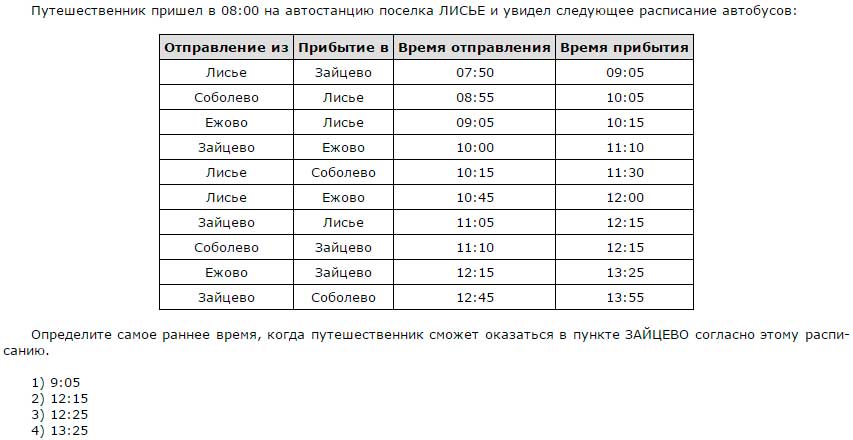 Путешественник пришел в 08:00 на автостанцию поселка ЛИСЬЕ и увидел следующее расписание автобусов:
Отправление из Прибытие в Время отправления Время прибытия
Лисье Зайцево 07:50 09:05
Соболево Лисье 08:55 10:05
Ежово Лисье 09:05 10:15
Зайцево Ежово 10:00 11:10
Лисье Соболево 10:15 11:30
Лисье Ежово 10:45 12:00
Зайцево Лисье 11:05 12:15
Соболево Зайцево 11:10 12:15
Ежово Зайцево 12:15 13:25
Зайцево Соболево 12:45 13:55
Определите самое раннее время, когда путешественник сможет оказаться в пункте ЗАЙЦЕВО согласно этому распи-
санию.
1) 9:05
2) 12:15
3) 12:25
4) 13:25